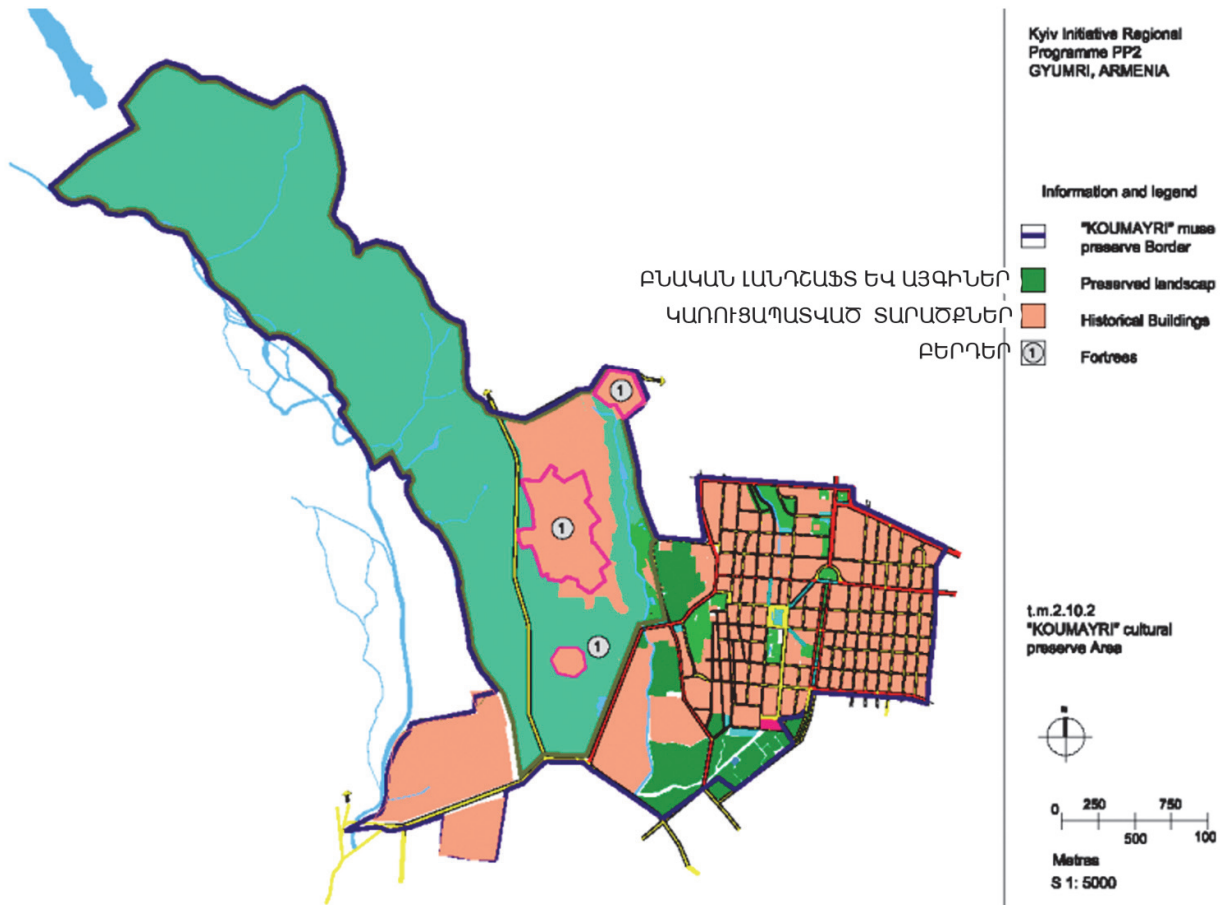 Kyiv Initiative Regional
Programme PP2
GYUMRI, ARMENIA
Information and legend
"KOUMAYRI" muse
preserve Border
ԲՆԱԿԱՆ ԼԱՆԴՇԱՖՏ ԵՎ ԱՅԳԻՆԵՐ
Preserved landscap
ԿԱՌՈՒՑԱՊԱՏՎԱԾ ՏԱՐԱԾՔՆԵՐ
Historical Buildings
ԲԵՐԴԵՐ
1
Fortrees
1
1
1
t.m.2.10.2
"KOUMAYRI" cultural
preserve Area
N
0 250 750
500 100
Metras
S 1: 5000